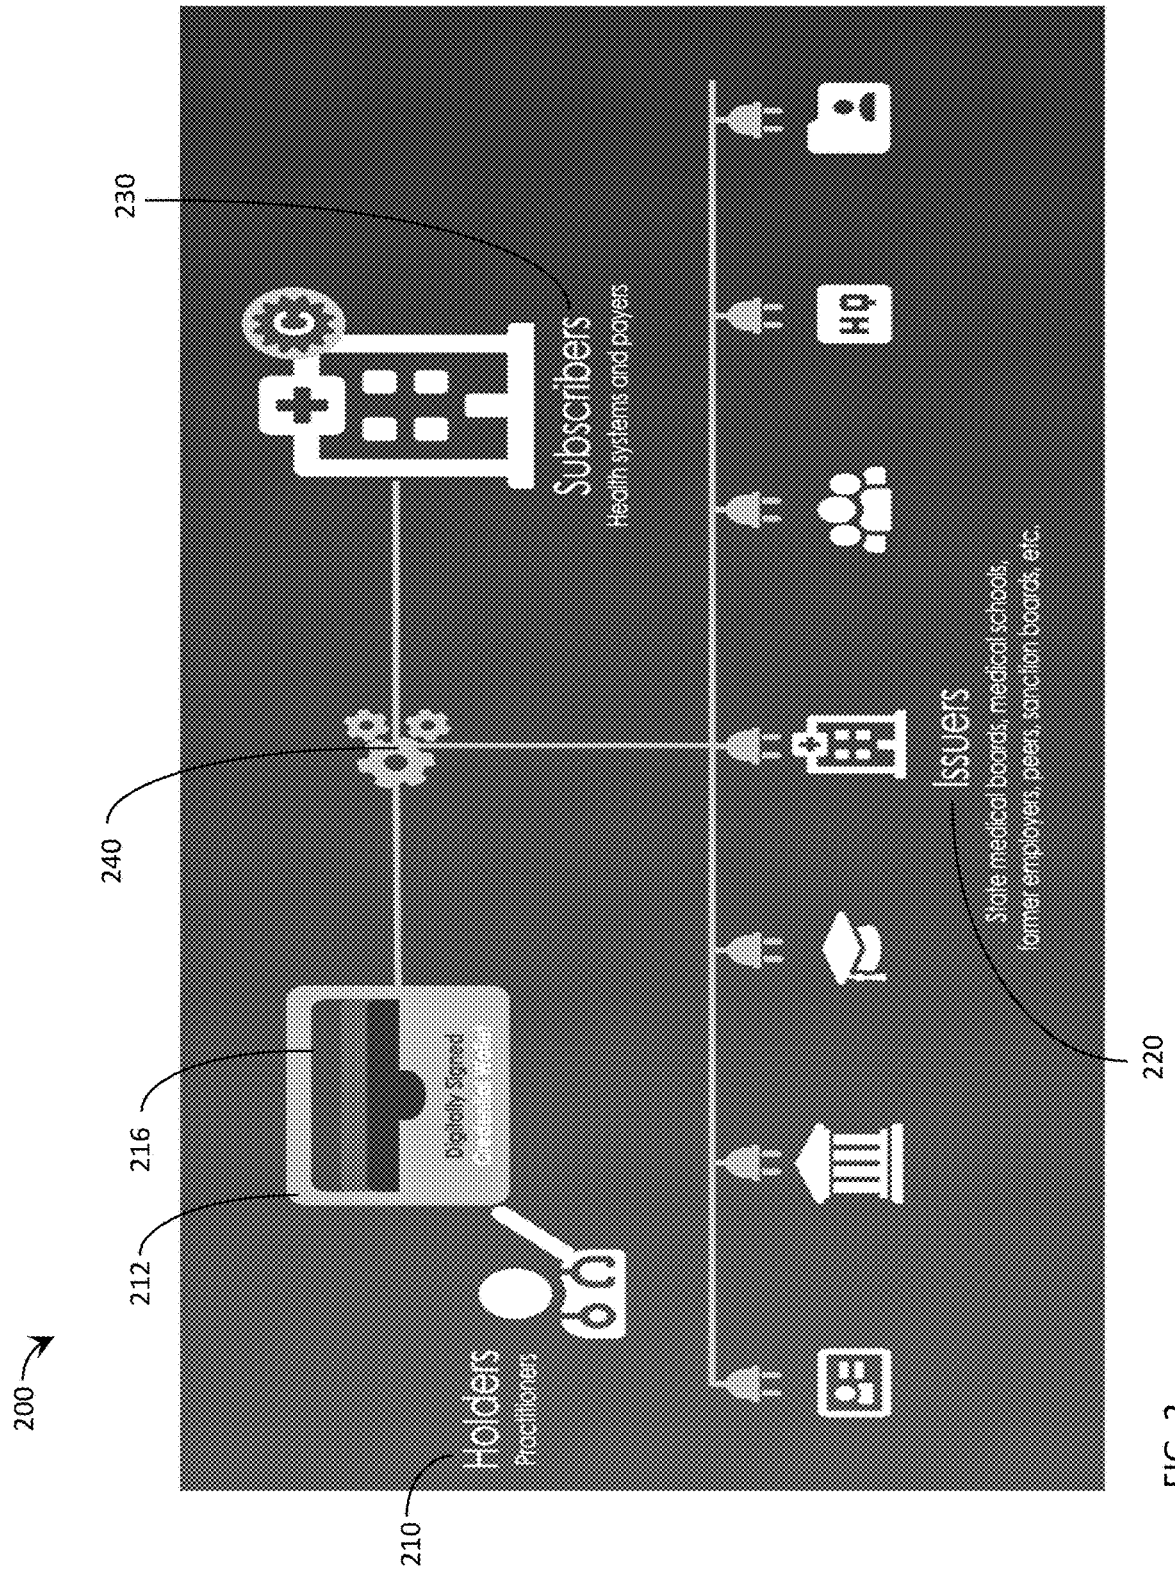 200
212
216
240
230
210
Holders
Practitioners
Digitally Signed
C
Subscribers
Health systems and payers
HQ
Issuers
State medical boards, medical schools,
former employers, peers, sanction boards, etc.
220